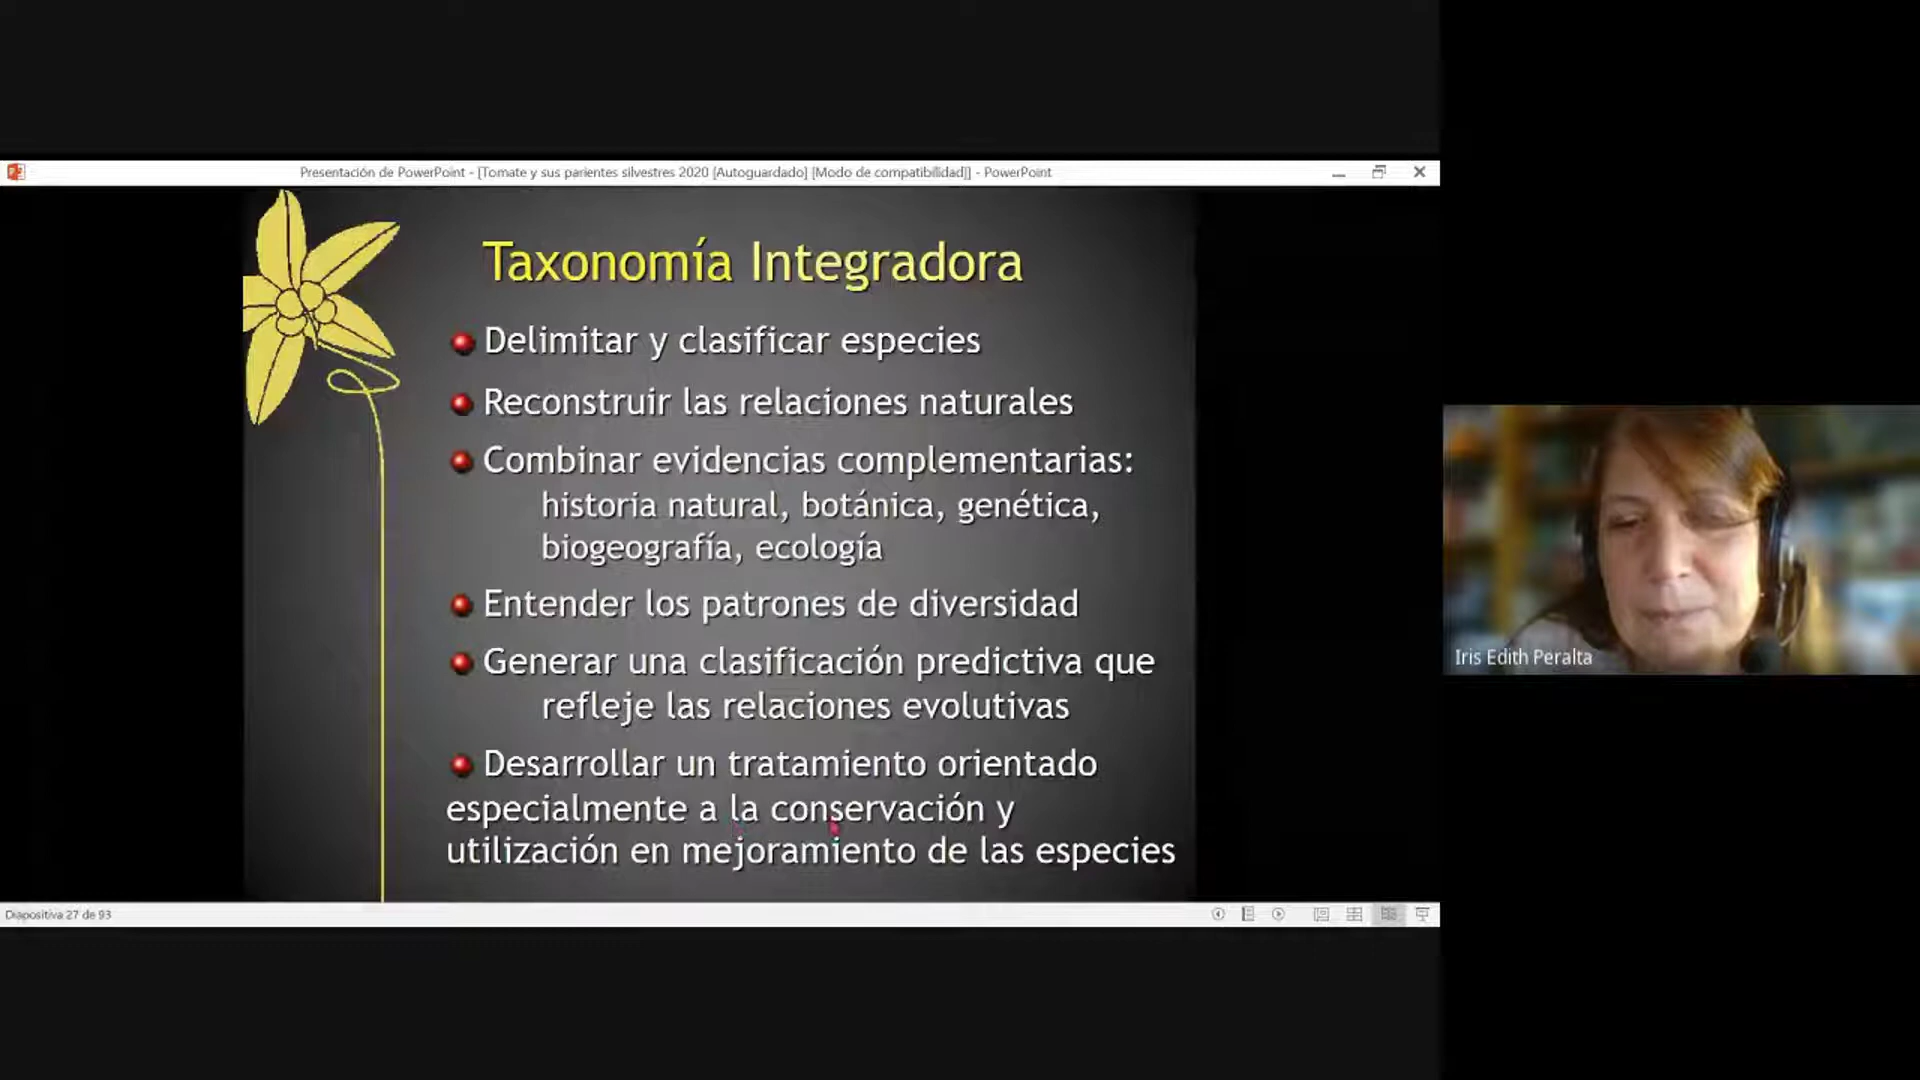 Presentación de PowerPoint - [Tomate y sus parientes silvestres 2020 [Autoguardado] [Modo de compatibilidad]] - PowerPoint
Taxonomía Integradora
Delimitar y clasificar especies
Reconstruir las relaciones naturales
Combinar evidencias complementarias:
historia natural, botánica, genética,
biogeografía, ecología
Entender los patrones de diversidad
Generar una clasificación predictiva que
refleje las relaciones evolutivas
Desarrollar un tratamiento orientado
especialmente a la conservación y
utilización en mejoramiento de las especies
Iris Edith Peralta
Diapositiva 27 de 93